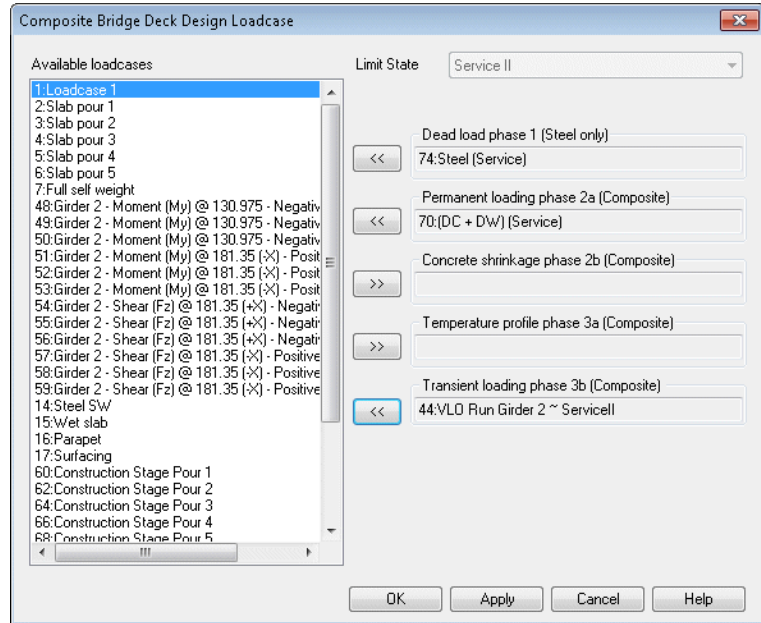 Composite Bridge Deck Design Loadcase
Available loadcases
Limit State
Service II
1:Loadcase 1
2:Slab pour 1
3:Slab pour 2
4:Slab pour 3
5:Slab pour 4
6:Slab pour 5
7:Full self weight
48:Girder 2 - Moment (My) @ 130.975 - Negativ
49:Girder 2 - Moment (My) @ 130.975 - Negativ
50:Girder 2 - Moment (My) @ 130.975 - Negativ
51:Girder 2 - Moment (My) @ 181.35 (-X) - Posit
52:Girder 2 - Moment (My) @ 181.35 (-X) - Posit
53:Girder 2 - Moment (My) @ 181.35 (-X) - Posit
54:Girder 2 - Shear (Fz) @ 181.35 (+X) - Negativ
55:Girder 2 - Shear (Fz) @ 181.35 (+X) - Negativ
56:Girder 2 - Shear (Fz) @ 181.35 (+X) - Negativ
57:Girder 2 - Shear (Fz) @ 181.35 (-X) - Positive
58:Girder 2 - Shear (Fz) @ 181.35 (-X) - Positive
59:Girder 2 - Shear (Fz) @ 181.35 (-X) - Positive
14:Steel SW
15:Wet slab
16:Parapet
17:Surfacing
60:Construction Stage Pour 1
62:Construction Stage Pour 2
64:Construction Stage Pour 3
66:Construction Stage Pour 4
68:Construction Stage Pour 5
Dead load phase 1 (Steel only)
<<
74:Steel (Service)
Permanent loading phase 2a (Composite)
<<
70:(DC + DW) (Service)
Concrete shrinkage phase 2b (Composite)
>>
Temperature profile phase 3a (Composite)
>>
Transient loading phase 3b (Composite)
<<
44:VLO Run Girder 2 ~ ServiceII
OK
Apply
Cancel
Help